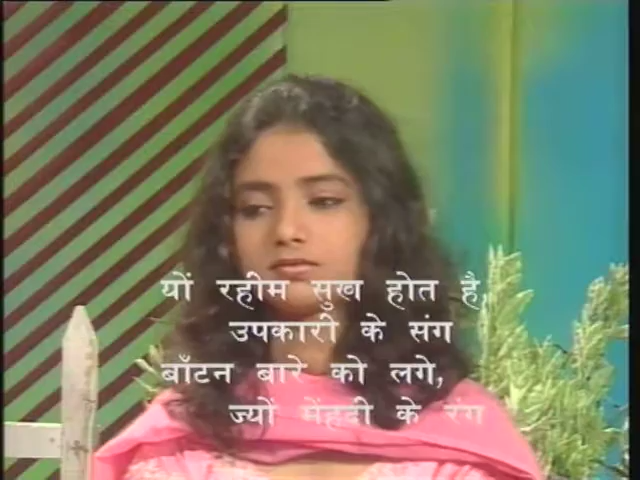 यों रहीम सुख होत है,
उपकारी के संग
बाँटन बारे को लगे,
ज्यों मेंहदी के रंग